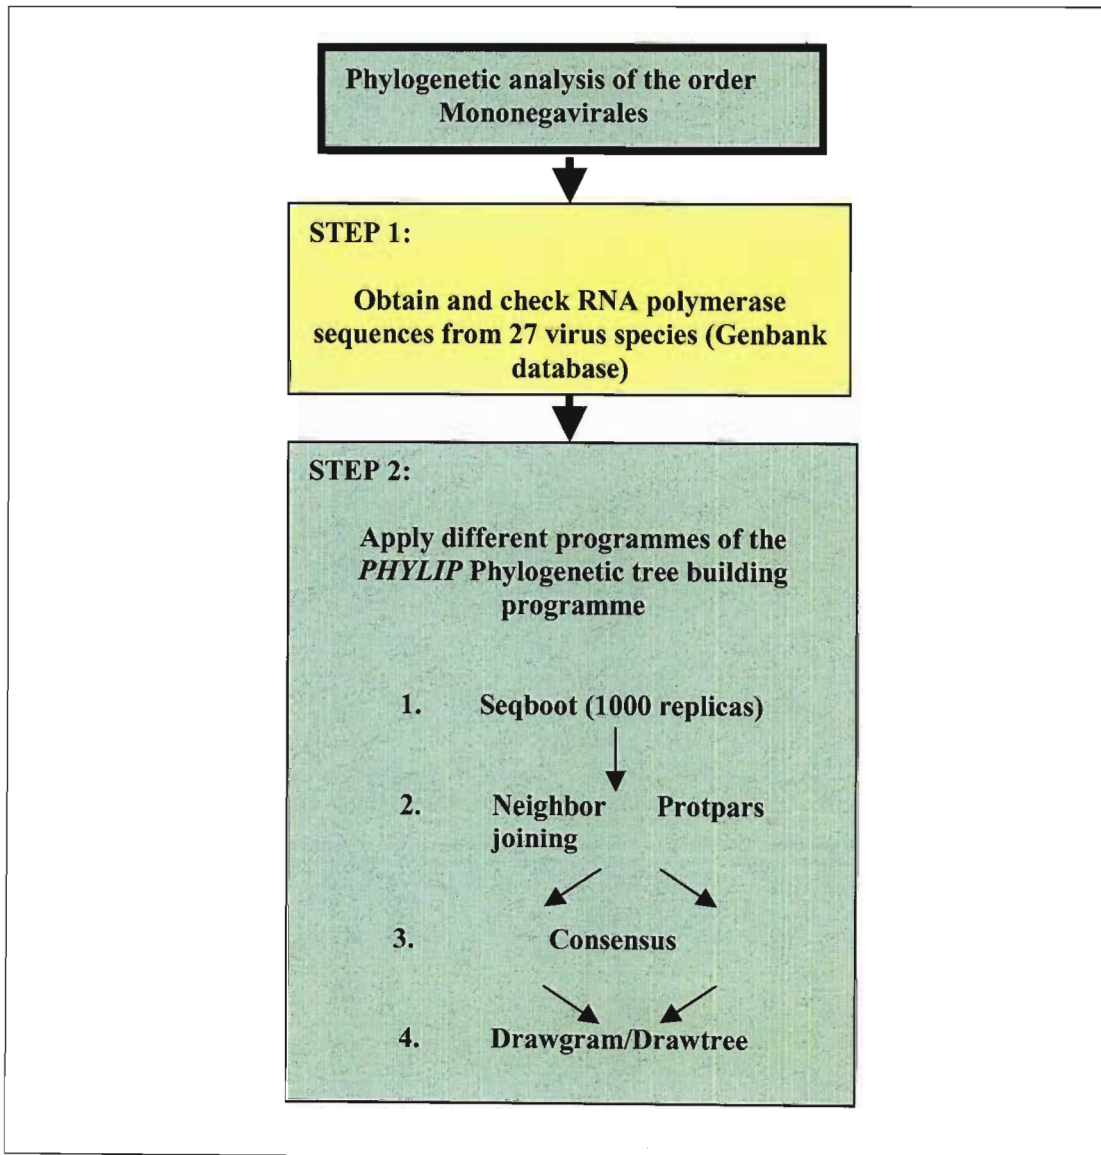 Phylogenetic analysis of the order
Mononegavirales
STEP 1:
Obtain and check RNA polymerase
sequences from 27 virus species (Genbank
database)
STEP 2:
Apply different programmes of the
PHYLIP Phylogenetic tree building
programme
1. Seqboot (1000 replicas)
2. Neighbor Protpars
joining
3. Consensus
4. Drawgram/Drawtree